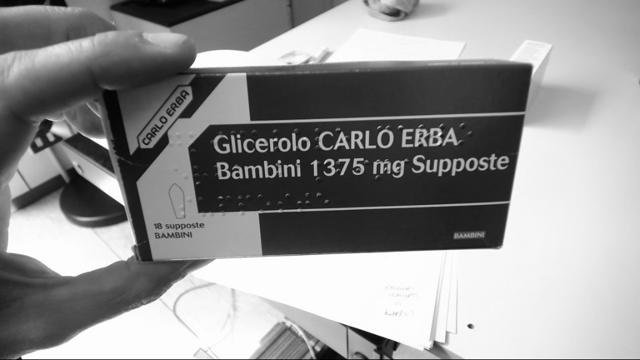 CARLO ERBA
Glicerolo CARLO ERBA
Bambini 1375 mg Supposte
18 supposte
BAMBINI
BAMBINI